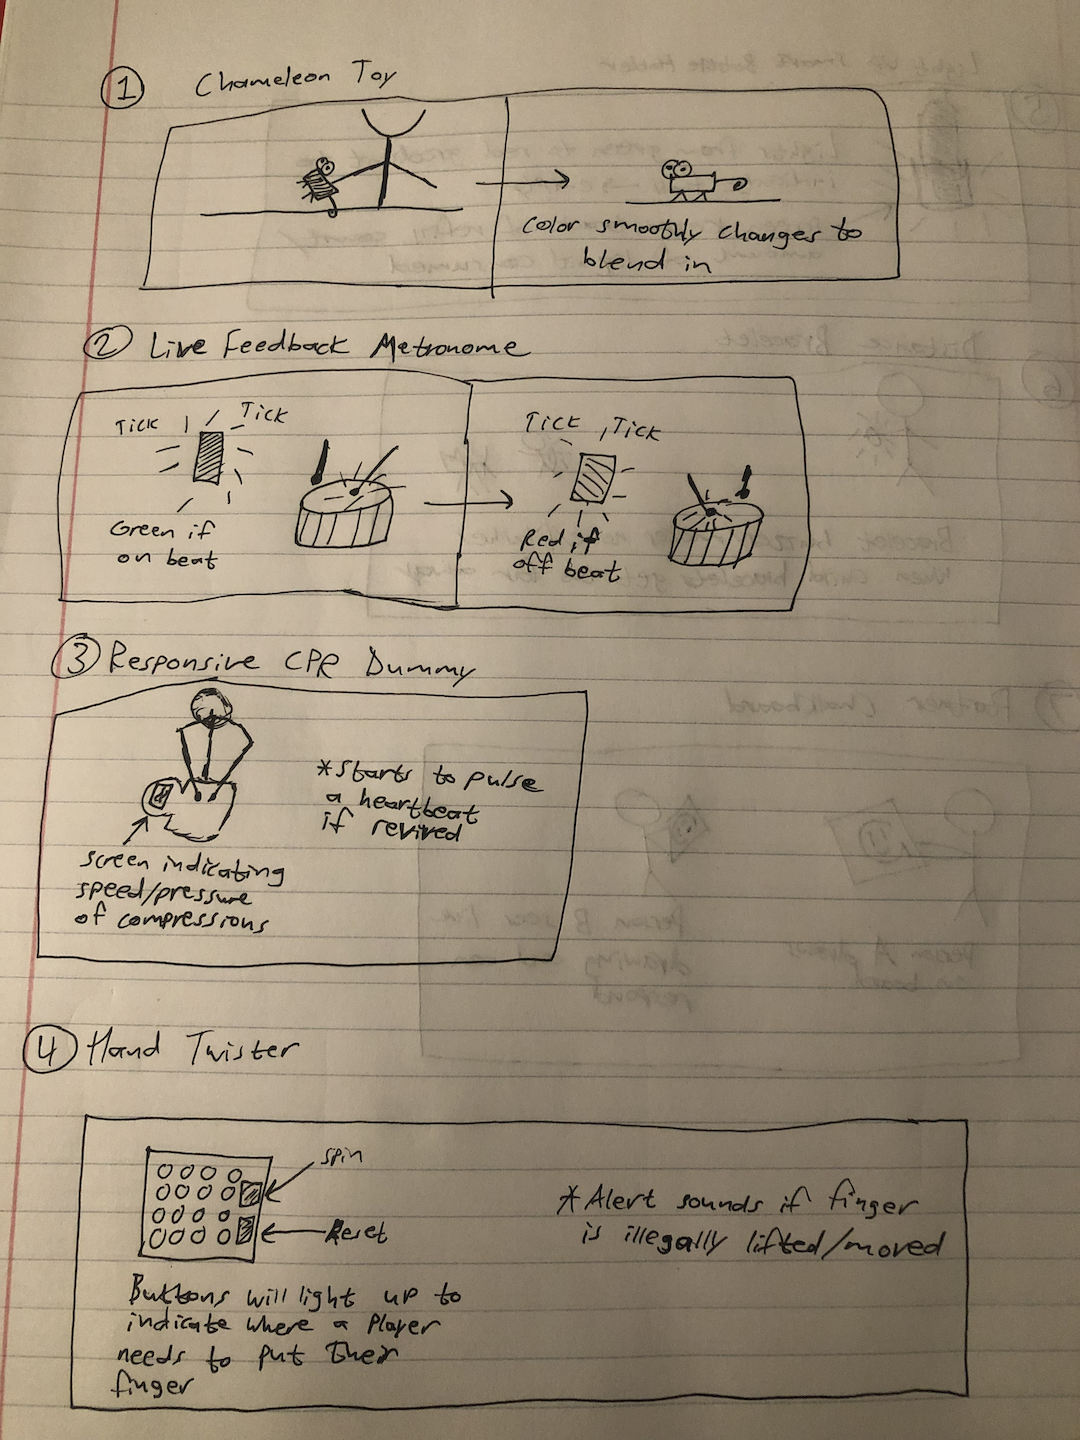 1 Chameleon Toy
Color smoothly changes to
blend in
2 Live Feedback Metronome
Tick Tick
Green if
on beat
Tick, Tick
Red if
off beat
3 Responsive CPR Dummy
*Starts to pulse
a heartbeat
if revived
Screen indicating
speed/pressure
of compressions
4 Hand Twister
Spin
Reset
Buttons will light up to
indicate where a player
needs to put their
finger
*Alert sounds if finger
is illegally lifted/moved